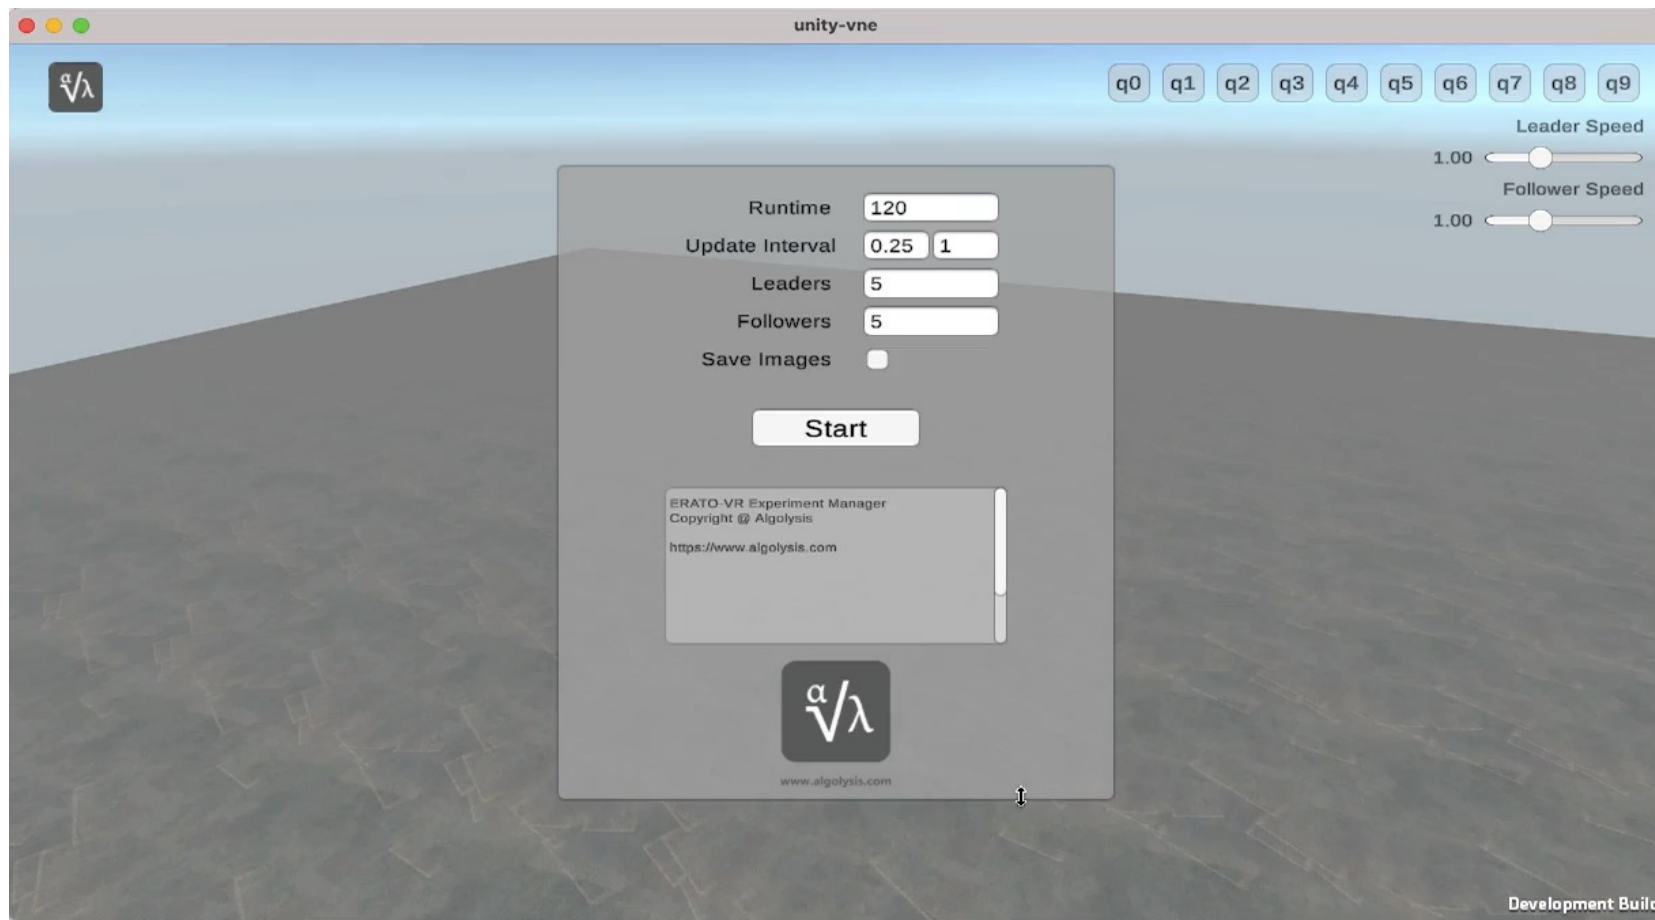 unity-vne
α√λ
q0 q1 q2 q3 q4 q5 q6 q7 q8 q9
Leader Speed
1.00
Follower Speed
1.00
Runtime 120
Update Interval 0.25 1
Leaders 5
Followers 5
Save Images
Start
ERATO-VR Experiment Manager
Copyright @ Algolysis
https://www.algolysis.com
α√λ
www.algolysis.com
Development Build